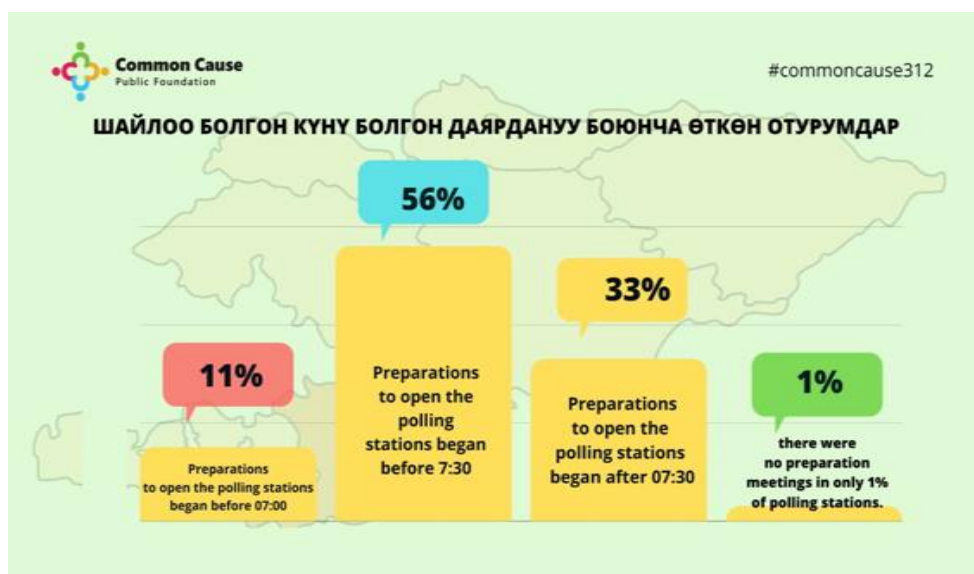 Common Cause
Public Foundation
#commoncause312
ШАЙЛОО БОЛГОН КҮНҮ БОЛГОН ДАЯРДАНУУ БОЮНЧА ӨТКӨН ОТУРУМДАР
11%
Preparations
to open the polling stations
began before 07:00
56%
Preparations
to open the
polling
stations began
before 7:30
33%
Preparations
to open the
polling stations
began after 07:30
1%
there were
no preparation
meetings in only 1%
of polling stations.